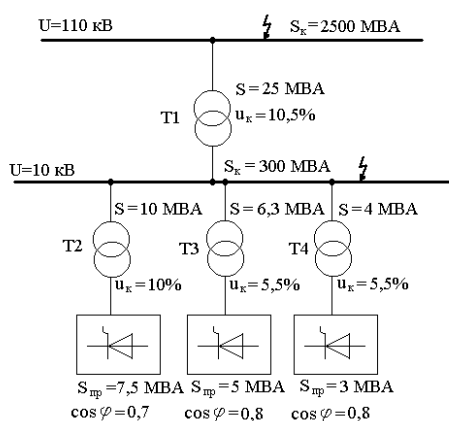 U=110 кВ
Sк=2500 МВА
S=25 МВА
T1
uк=10,5%
Sк=300 МВА
U=10 кВ
S=10 МВА
S=6,3 МВА
S=4 МВА
T2
T3
T4
uк=10%
uк=5,5%
uк=5,5%
Sпр=7,5 МВА
Sпр=5 МВА
Sпр=3 МВА
cos φ=0,7
cos φ=0,8
cos φ=0,8